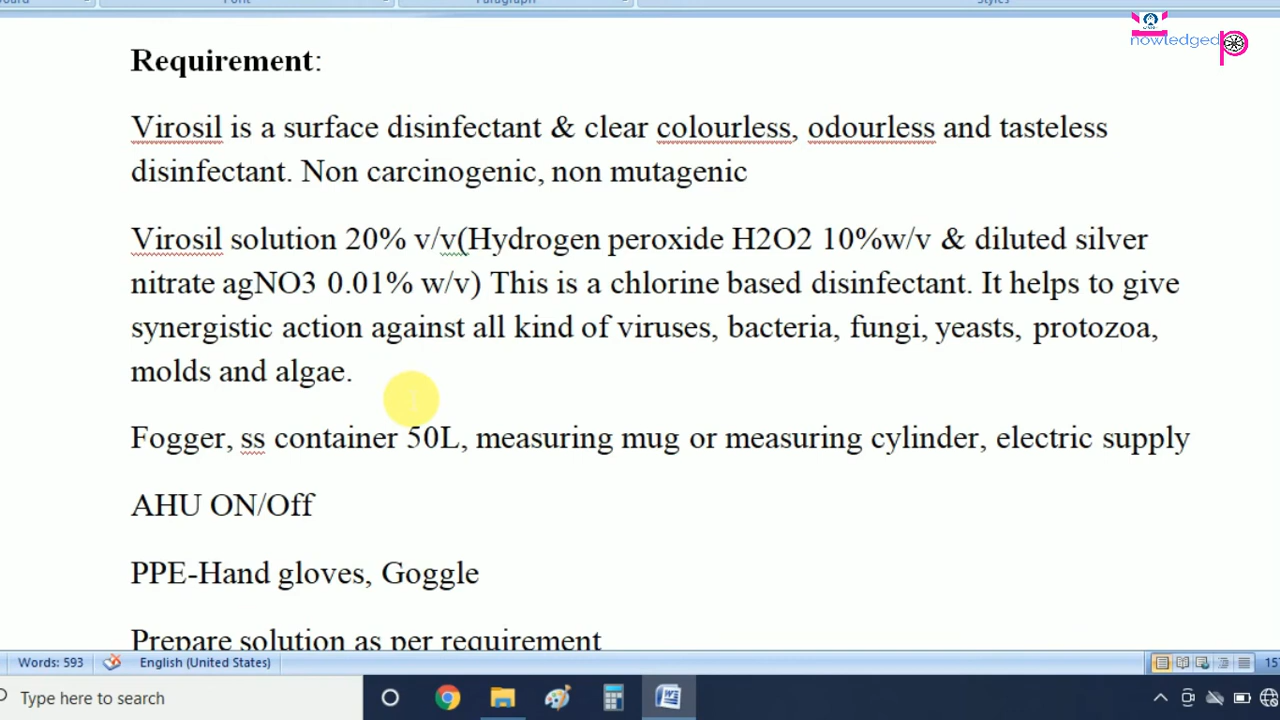 Font
Paragraph
Styles
nowledged
Requirement:
Virosil is a surface disinfectant & clear colourless, odourless and tasteless
disinfectant. Non carcinogenic, non mutagenic
Virosil solution 20% v/v(Hydrogen peroxide H2O2 10%w/v & diluted silver
nitrate agNO3 0.01% w/v) This is a chlorine based disinfectant. It helps to give
synergistic action against all kind of viruses, bacteria, fungi, yeasts, protozoa,
molds and algae.
Fogger, ss container 50L, measuring mug or measuring cylinder, electric supply
AHU ON/Off
PPE-Hand gloves, Goggle
Prepare solution as per requirement
Words: 593
English (United States)
Type here to search